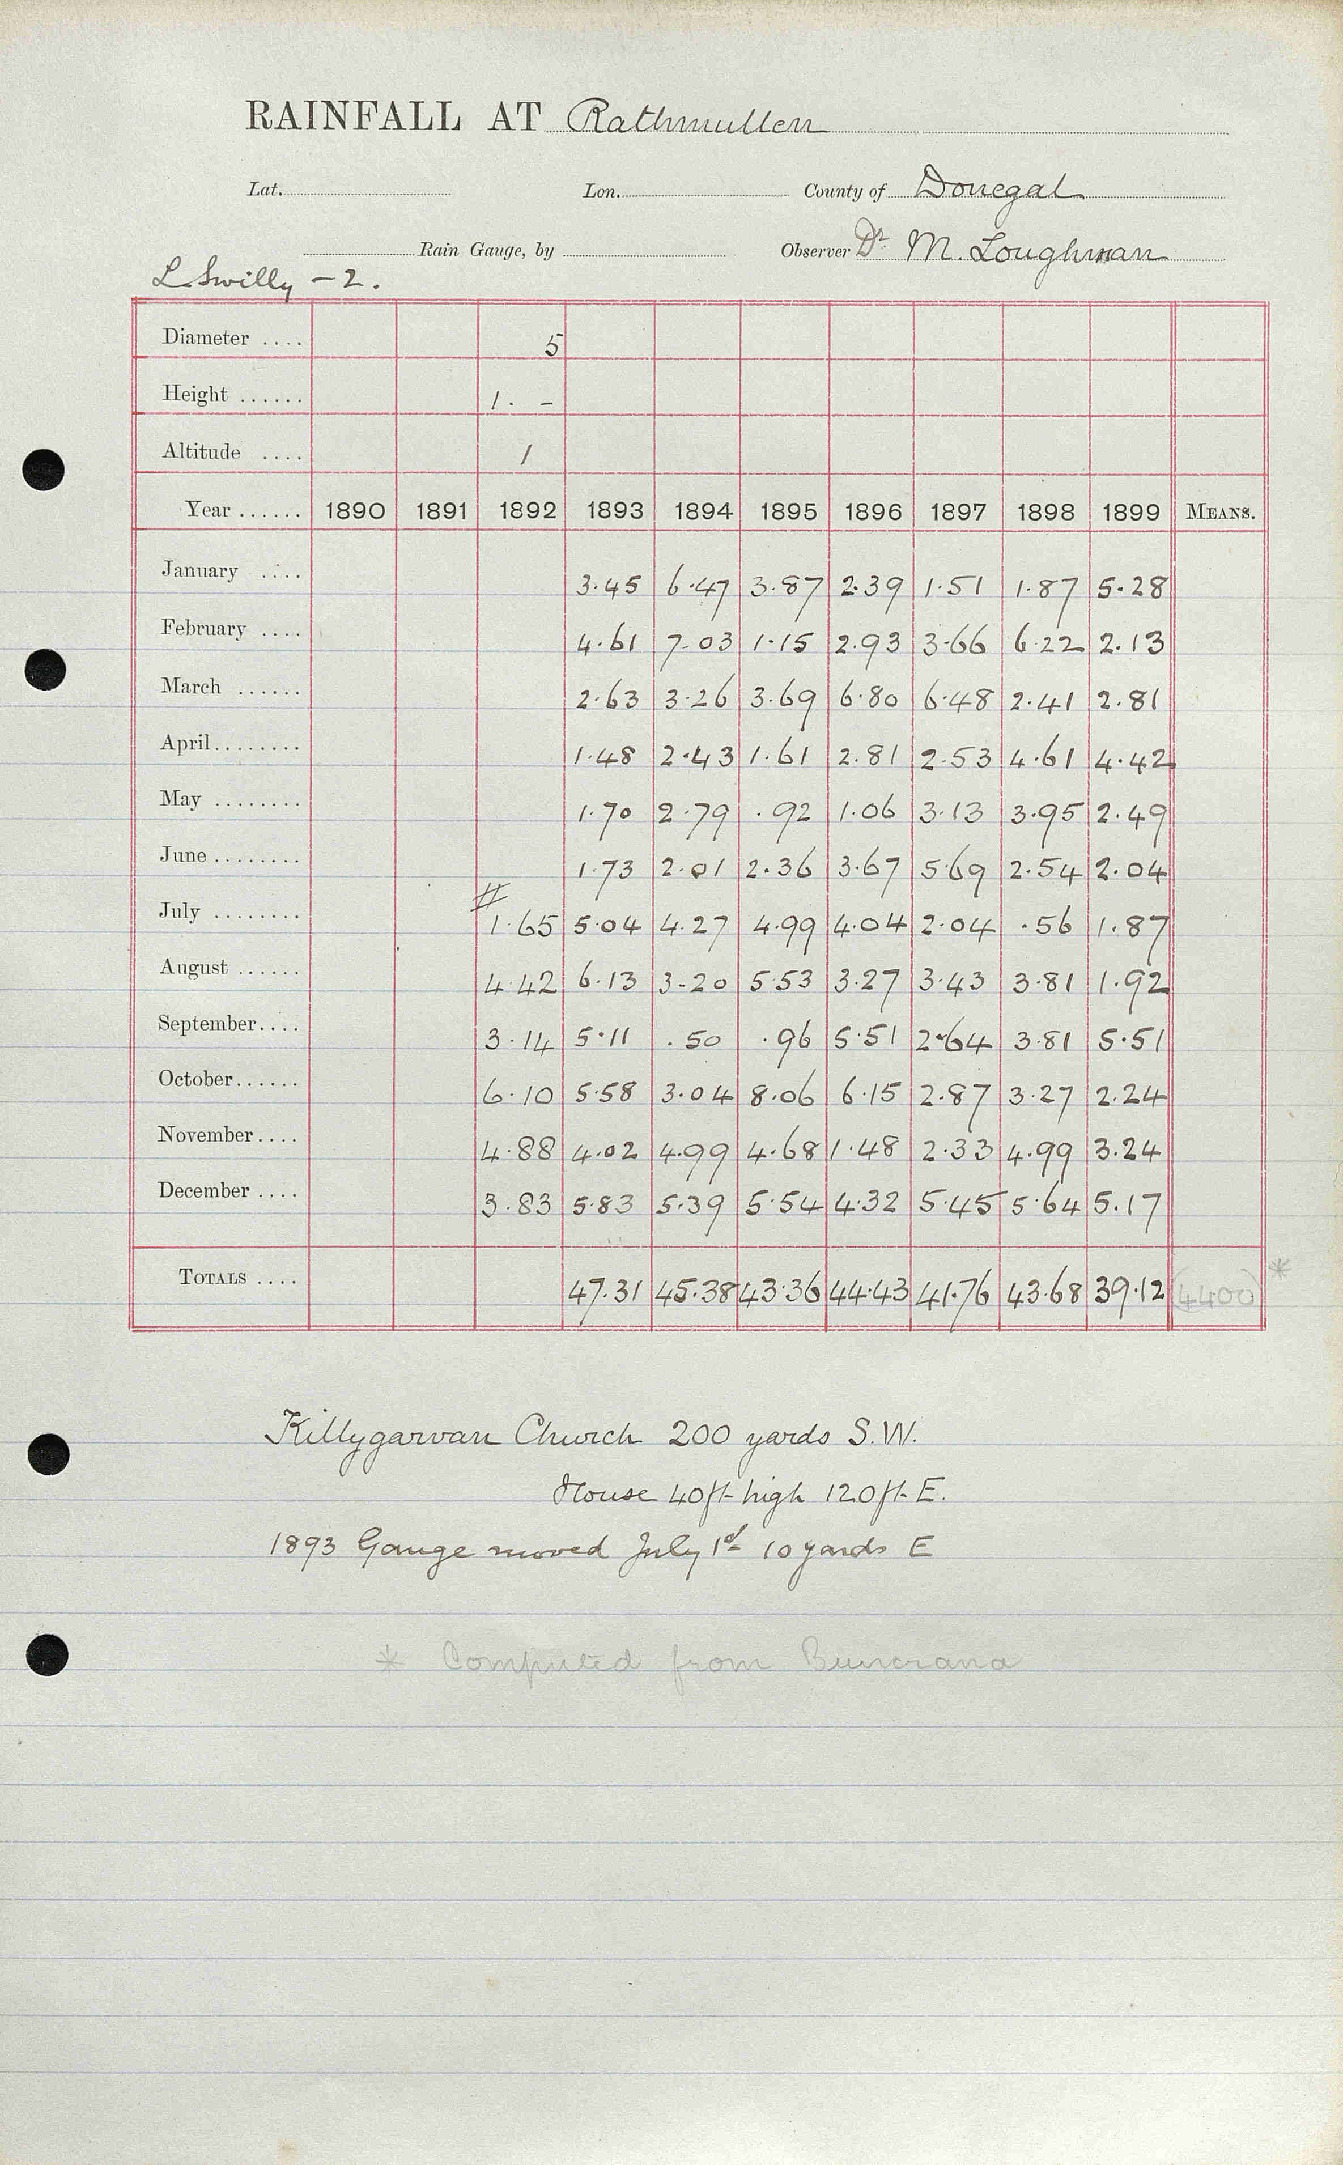 RAINFALL AT Rathmullen
Lat. Lon. County of Donegal
Rain Gauge, by Observer Dr M. Loughman
L Swilly - 2.
Diameter .... 5
Height ...... 1. -
Altitude .... 1
Year ...... 1890 1891 1892 1893 1894 1895 1896 1897 1898 1899 MEANS.
January .... 3.45 6.47 3.87 2.39 1.51 1.87 5.28
February .... 4.61 7.03 1.15 2.93 3.66 6.22 2.13
March ...... 2.63 3.26 3.69 6.80 6.48 2.41 2.81
April........ 1.48 2.43 1.61 2.81 2.53 4.61 4.42
May ........ 1.70 2.79 .92 1.06 3.13 3.95 2.49
June ........ 1.73 2.01 2.36 3.67 5.69 2.54 2.04
July ........ 1.65 5.04 4.27 4.99 4.04 2.04 .56 1.87
August ...... 4.42 6.13 3.20 5.53 3.27 3.43 3.81 1.92
September.... 3.14 5.11 .50 .96 5.51 2.64 3.81 5.51
October...... 6.10 5.58 3.04 8.06 6.15 2.87 3.27 2.24
November.... 4.88 4.02 4.99 4.68 1.48 2.33 4.99 3.24
December .... 3.83 5.83 5.39 5.54 4.32 5.45 5.64 5.17
TOTALS .... 47.31 45.38 43.36 44.43 41.76 43.68 39.12 (4400) *
Killygarvan Church 200 yards S.W.
House 40ft high 120ft E.
1893 Gauge moved July 1st 10 yards E
* Computed from Buncrana